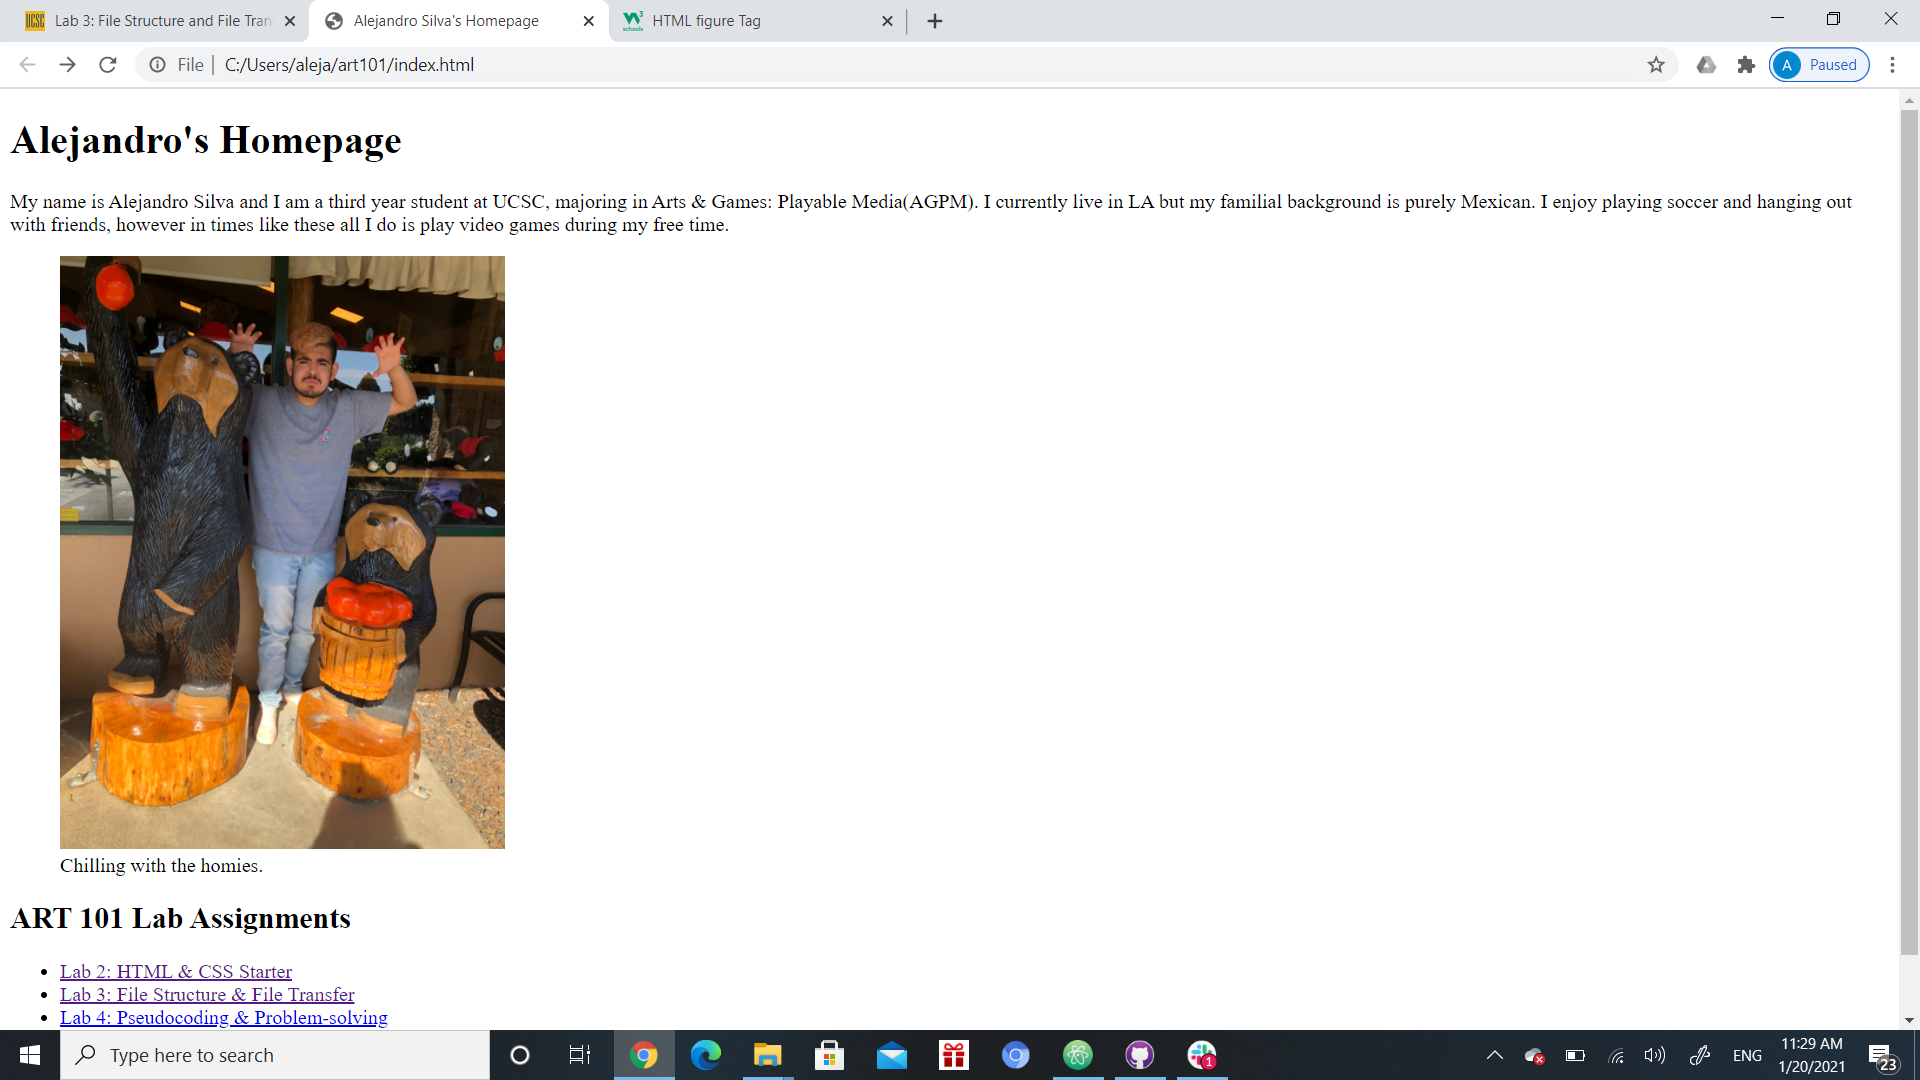 UCSC Lab 3: File Structure and File Tran
Alejandro Silva's Homepage
W3 schools HTML figure Tag
File | C:/Users/aleja/art101/index.html
A Paused
Alejandro's Homepage
My name is Alejandro Silva and I am a third year student at UCSC, majoring in Arts & Games: Playable Media(AGPM). I currently live in LA but my familial background is purely Mexican. I enjoy playing soccer and hanging out
with friends, however in times like these all I do is play video games during my free time.
Chilling with the homies.
ART 101 Lab Assignments
Lab 2: HTML & CSS Starter
Lab 3: File Structure & File Transfer
Lab 4: Pseudocoding & Problem-solving
Type here to search
1
ENG
11:29 AM
1/20/2021
23